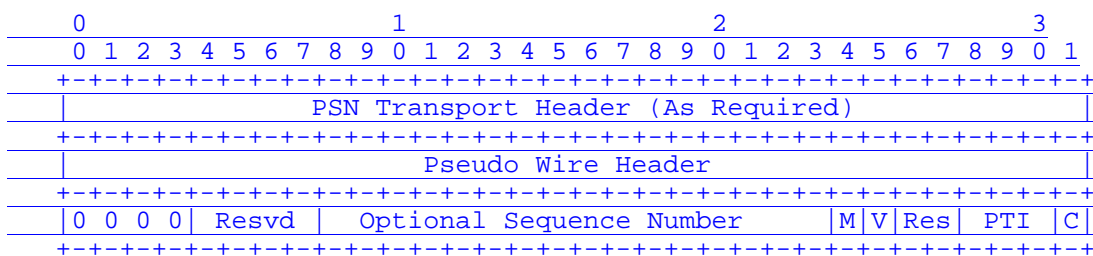 0                   1                   2                   3
 0 1 2 3 4 5 6 7 8 9 0 1 2 3 4 5 6 7 8 9 0 1 2 3 4 5 6 7 8 9 0 1
+-+-+-+-+-+-+-+-+-+-+-+-+-+-+-+-+-+-+-+-+-+-+-+-+-+-+-+-+-+-+-+-+
|               PSN Transport Header (As Required)              |
+-+-+-+-+-+-+-+-+-+-+-+-+-+-+-+-+-+-+-+-+-+-+-+-+-+-+-+-+-+-+-+-+
|                      Pseudo Wire Header                       |
+-+-+-+-+-+-+-+-+-+-+-+-+-+-+-+-+-+-+-+-+-+-+-+-+-+-+-+-+-+-+-+-+
|0 0 0 0| Resvd |  Optional Sequence Number     |M|V|Res| PTI |C|
+-+-+-+-+-+-+-+-+-+-+-+-+-+-+-+-+-+-+-+-+-+-+-+-+-+-+-+-+-+-+-+-+